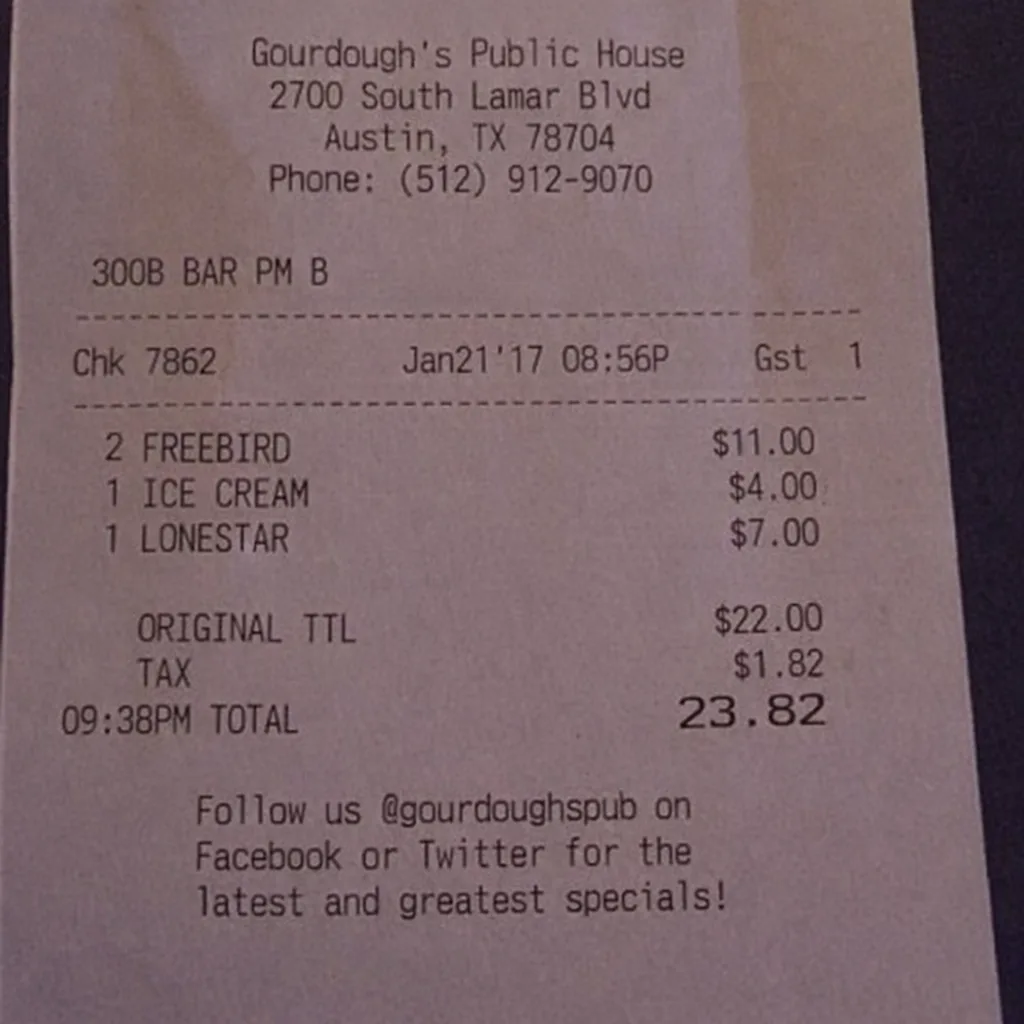 Gourdough's Public House
2700 South Lamar Blvd
Austin, TX 78704
Phone: (512) 912-9070
300B BAR PM B
Chk 7862 Jan21'17 08:56P Gst 1
2 FREEBIRD $11.00
1 ICE CREAM $4.00
1 LONESTAR $7.00
ORIGINAL TTL $22.00
TAX $1.82
09:38PM TOTAL 23.82
Follow us @gourdoughspub on
Facebook or Twitter for the
latest and greatest specials!